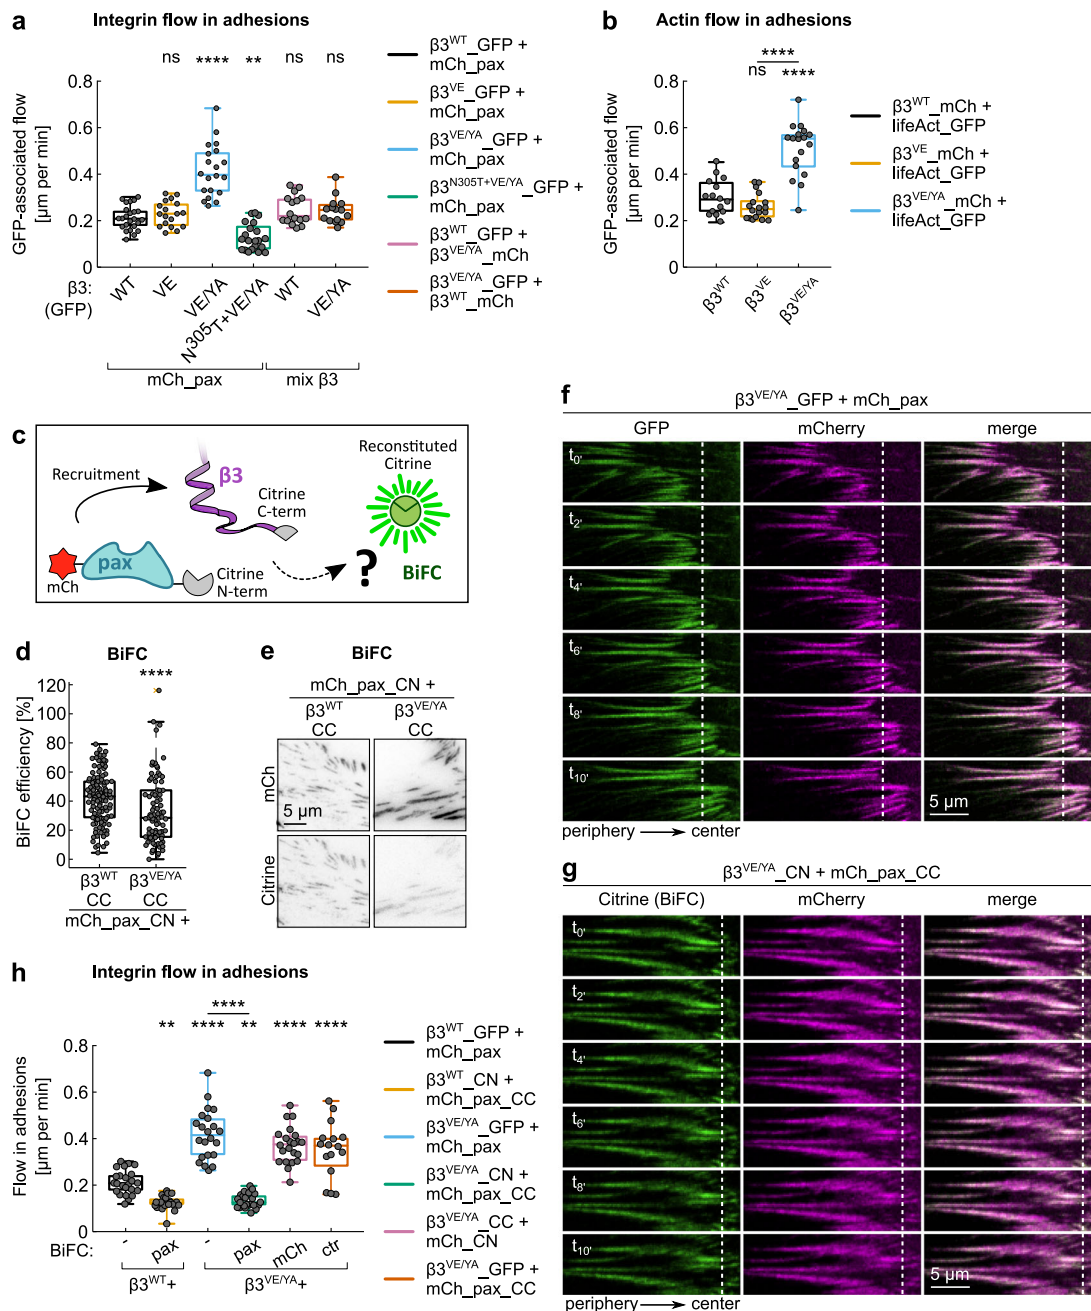 a Integrin flow in adhesions
ns **** ** ns ns
GFP-associated flow
[µm per min]
0.8
0.6
0.4
0.2
0
β3:
(GFP)
WT VE VE/YA N305T+VE/YA WT VE/YA
mCh_pax mix β3
β3WT_GFP +
mCh_pax
β3VE_GFP +
mCh_pax
β3VE/YA_GFP +
mCh_pax
β3N305T+VE/YA_GFP +
mCh_pax
β3WT_GFP +
β3VE/YA_mCh
β3VE/YA_GFP +
β3WT_mCh
b Actin flow in adhesions
****
ns ****
GFP-associated flow
[µm per min]
0.8
0.6
0.4
0.2
0
β3WT β3VE β3VE/YA
β3WT_mCh +
lifeAct_GFP
β3VE_mCh +
lifeAct_GFP
β3VE/YA_mCh +
lifeAct_GFP
c
Recruitment
β3
Citrine
C-term
Reconstituted
Citrine
mCh
pax
Citrine
N-term
?
BiFC
d BiFC
****
BiFC efficiency [%]
120
100
80
60
40
20
0
β3WT β3VE/YA
CC CC
mCh_pax_CN +
e BiFC
mCh_pax_CN +
β3WT β3VE/YA
CC CC
mCh
5 µm
Citrine
f β3VE/YA_GFP + mCh_pax
GFP mCherry merge
t0'
t2'
t4'
t6'
t8'
t10'
5 µm
periphery center
g β3VE/YA_CN + mCh_pax_CC
Citrine (BiFC) mCherry merge
t0'
t2'
t4'
t6'
t8'
t10'
5 µm
periphery center
h Integrin flow in adhesions
****
** **** ** **** ****
Flow in adhesions
[µm per min]
0.8
0.6
0.4
0.2
0
BiFC: - pax - pax mCh ctr
β3WT+ β3VE/YA+
β3WT_GFP +
mCh_pax
β3WT_CN +
mCh_pax_CC
β3VE/YA_GFP +
mCh_pax
β3VE/YA_CN +
mCh_pax_CC
β3VE/YA_CC +
mCh_CN
β3VE/YA_GFP +
mCh_pax_CC